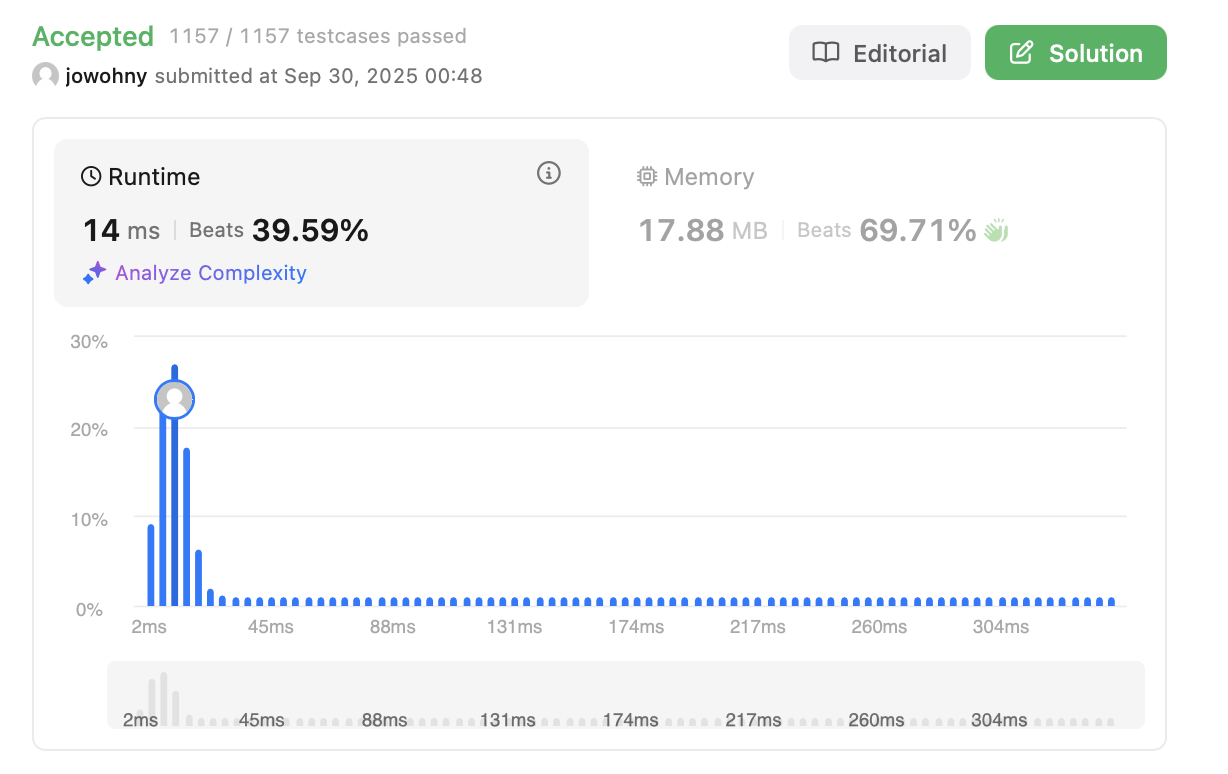 Accepted 1157 / 1157 testcases passed
jowohny submitted at Sep 30, 2025 00:48
Editorial
Solution
Runtime
14 ms | Beats 39.59%
Analyze Complexity
Memory
17.88 MB | Beats 69.71%
30%
20%
10%
0%
2ms 45ms 88ms 131ms 174ms 217ms 260ms 304ms
2ms 45ms 88ms 131ms 174ms 217ms 260ms 304ms